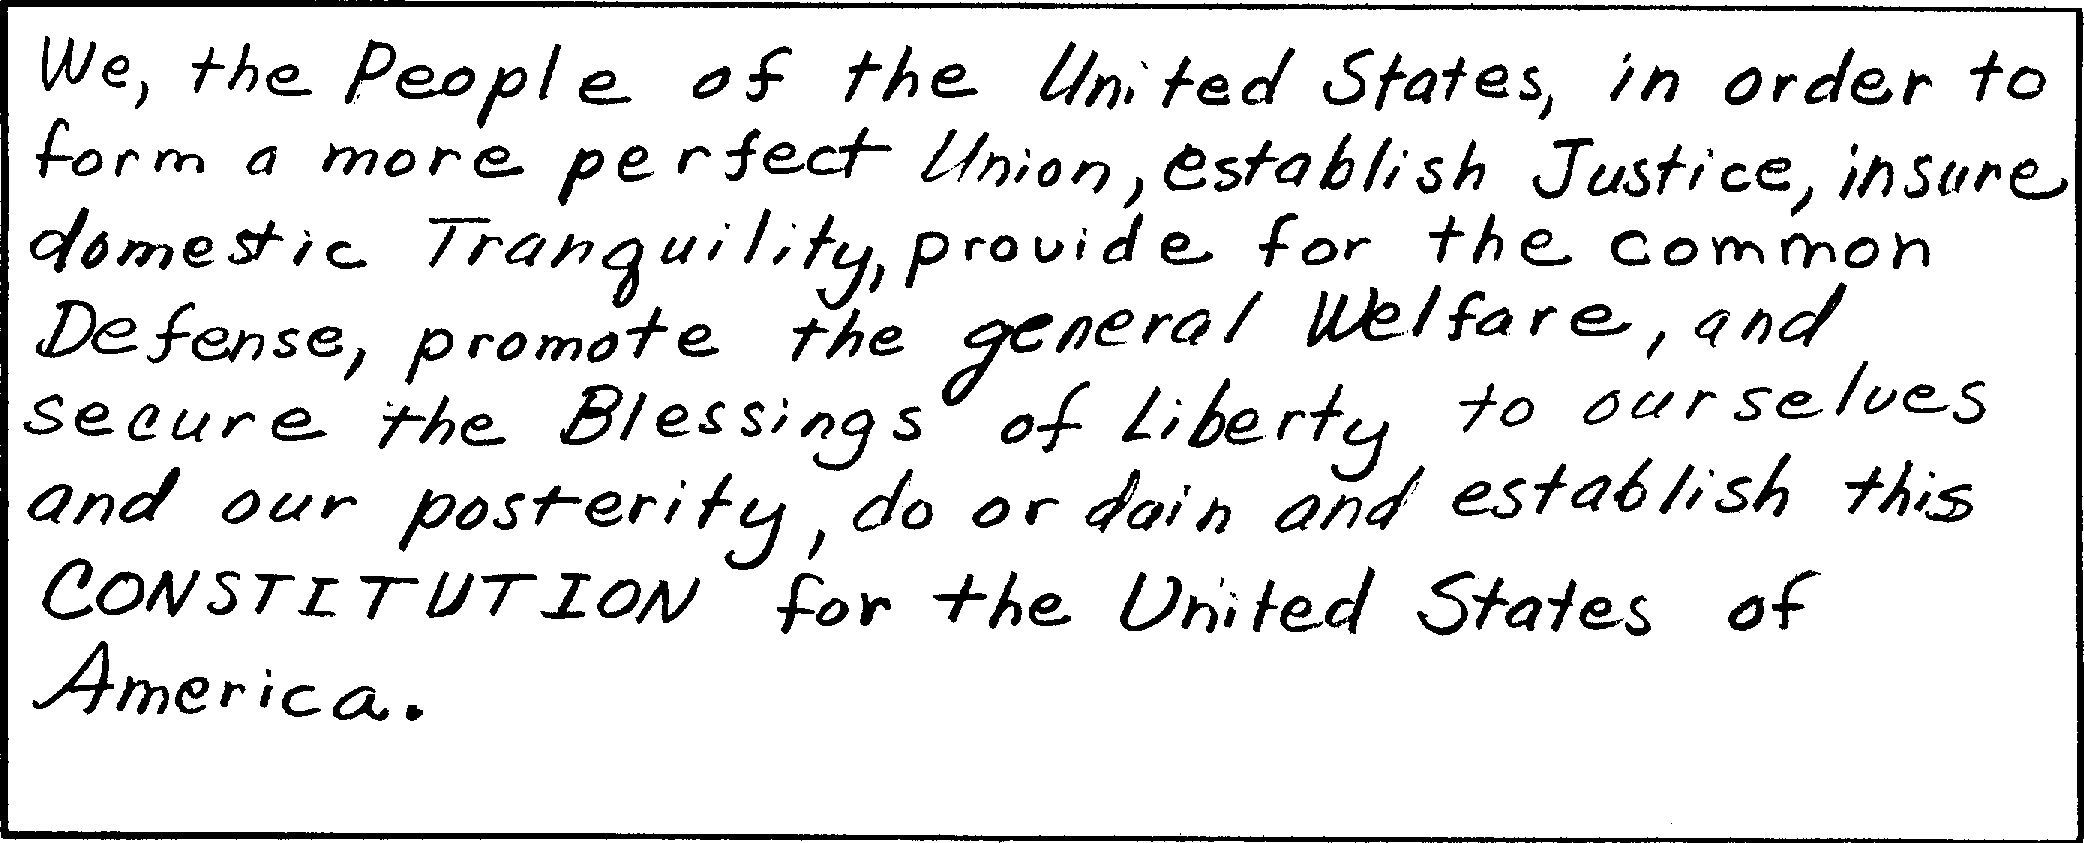 We, the People of the United States, in order to
form a more perfect Union, establish Justice, insure
domestic Tranquility, provide for the common
Defense, promote the general Welfare, and
secure the Blessings of Liberty to ourselves
and our posterity, do ordain and establish this
CONSTITUTION for the United States of
America.